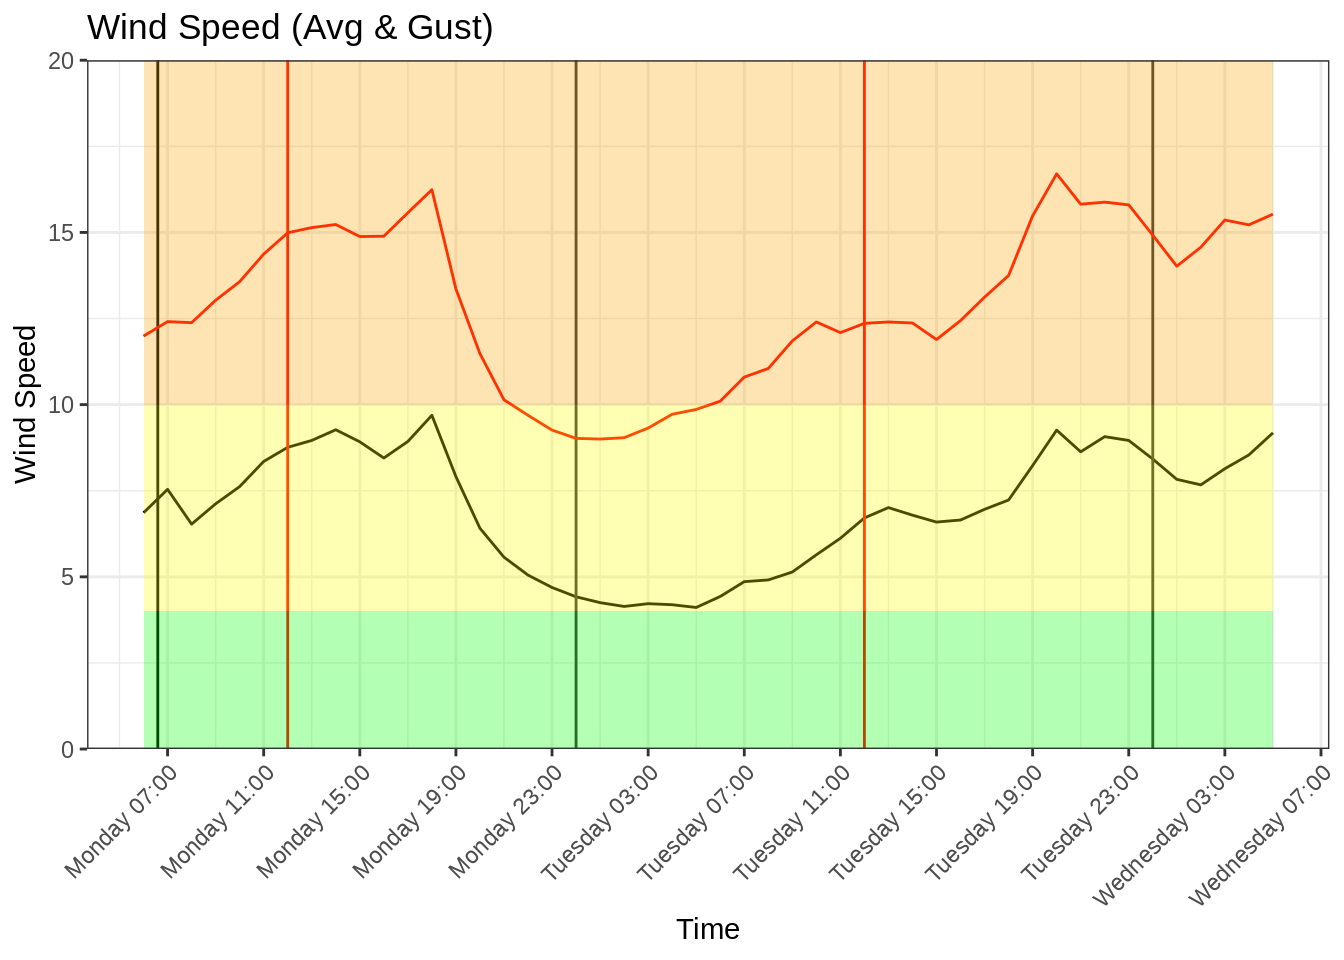 Wind Speed (Avg & Gust)
20
15
10
5
0
Wind Speed
Monday 07:00
Monday 11:00
Monday 15:00
Monday 19:00
Monday 23:00
Tuesday 03:00
Tuesday 07:00
Tuesday 11:00
Tuesday 15:00
Tuesday 19:00
Tuesday 23:00
Wednesday 03:00
Wednesday 07:00
Time